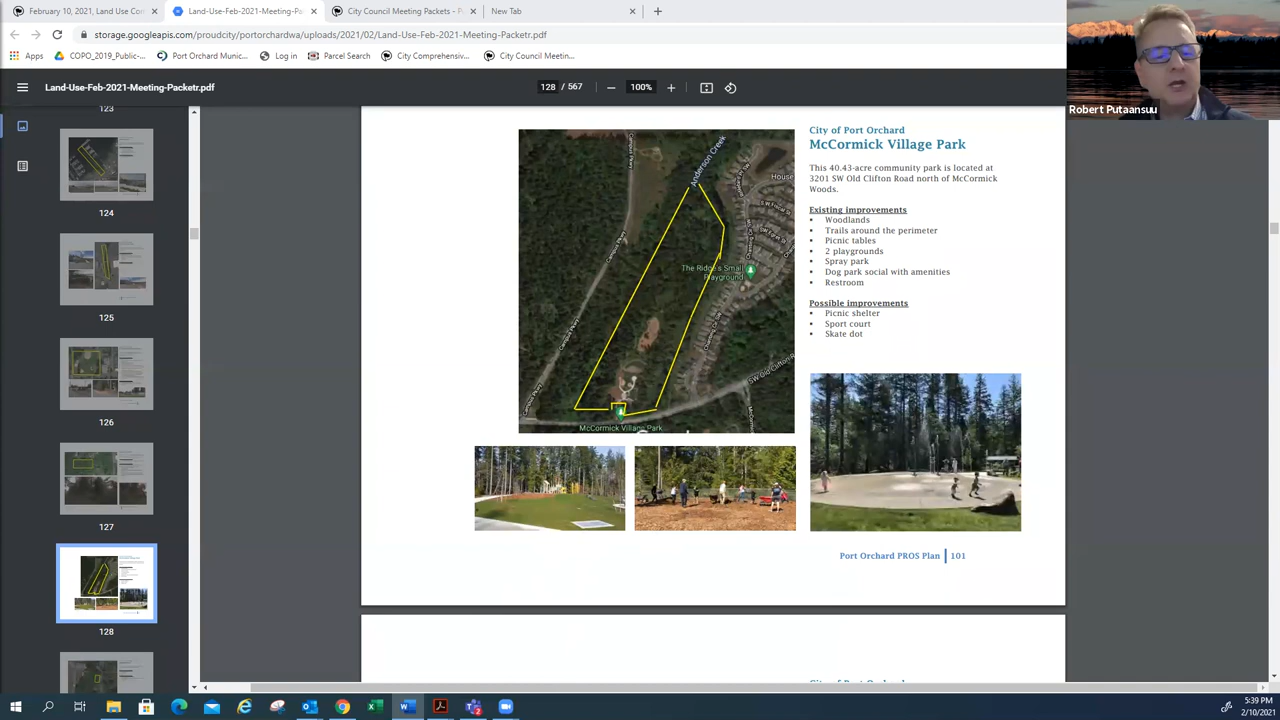 February 10, 2021, Land Use Co
Land-Use-Feb-2021-Meeting-Pa
City Council Meeting Packets - P
New Tab
storage.googleapis.com/proudcity/portorchardwa/uploads/2021/02/Land-Use-Feb-2021-Meeting-Packetr.pdf
Apps
COPO_2019_Public-...
Port Orchard Munic...
Log in
Parcel Search
City Comprehensiv...
City Council Meetin...
Land-Use-Feb-2021-Meeting-Packetr.pdf
128 / 567
100%
Robert Putaansuu
123
124
125
126
127
128
Anderson Creek
House
The Ridge's Small
Playground
SW Old Clifton R
McCormick Village Park
City of Port Orchard
McCormick Village Park
This 40.43-acre community park is located at
3201 SW Old Clifton Road north of McCormick
Woods.
Existing improvements
▪ Woodlands
▪ Trails around the perimeter
▪ Picnic tables
▪ 2 playgrounds
▪ Spray park
▪ Dog park social with amenities
▪ Restroom
Possible improvements
▪ Picnic shelter
▪ Sport court
▪ Skate dot
Port Orchard PROS Plan | 101
5:39 PM
2/10/2021